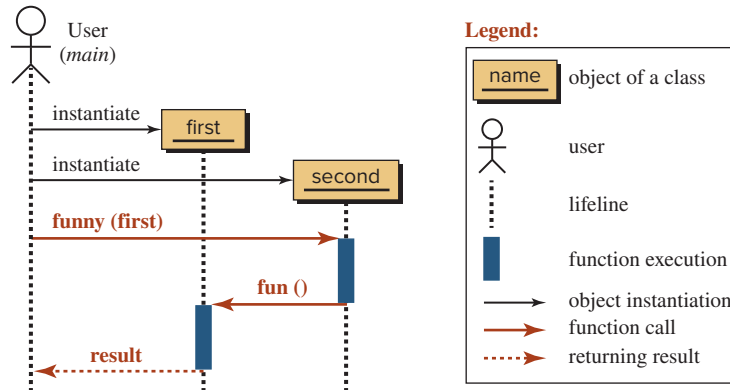 User
(main)
instantiate
first
instantiate
second
funny (first)
fun ()
result
Legend:
name
object of a class
user
lifeline
function execution
object instantiation
function call
returning result